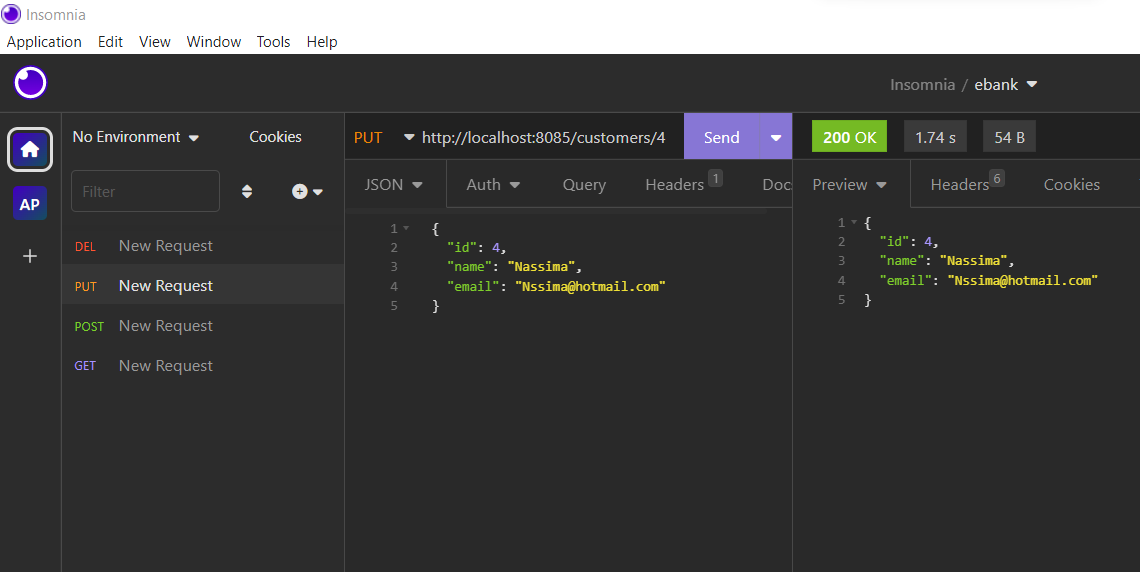 Insomnia
Application Edit View Window Tools Help
Insomnia / ebank
No Environment Cookies
Filter
AP
DEL New Request
PUT New Request
POST New Request
GET New Request
PUT http://localhost:8085/customers/4 Send
JSON Auth Query Headers 1 Docs
1 {
2 "id": 4,
3 "name": "Nassima",
4 "email": "Nssima@hotmail.com"
5 }
200 OK 1.74 s 54 B
Preview Headers 6 Cookies
1 {
2 "id": 4,
3 "name": "Nassima",
4 "email": "Nssima@hotmail.com"
5 }